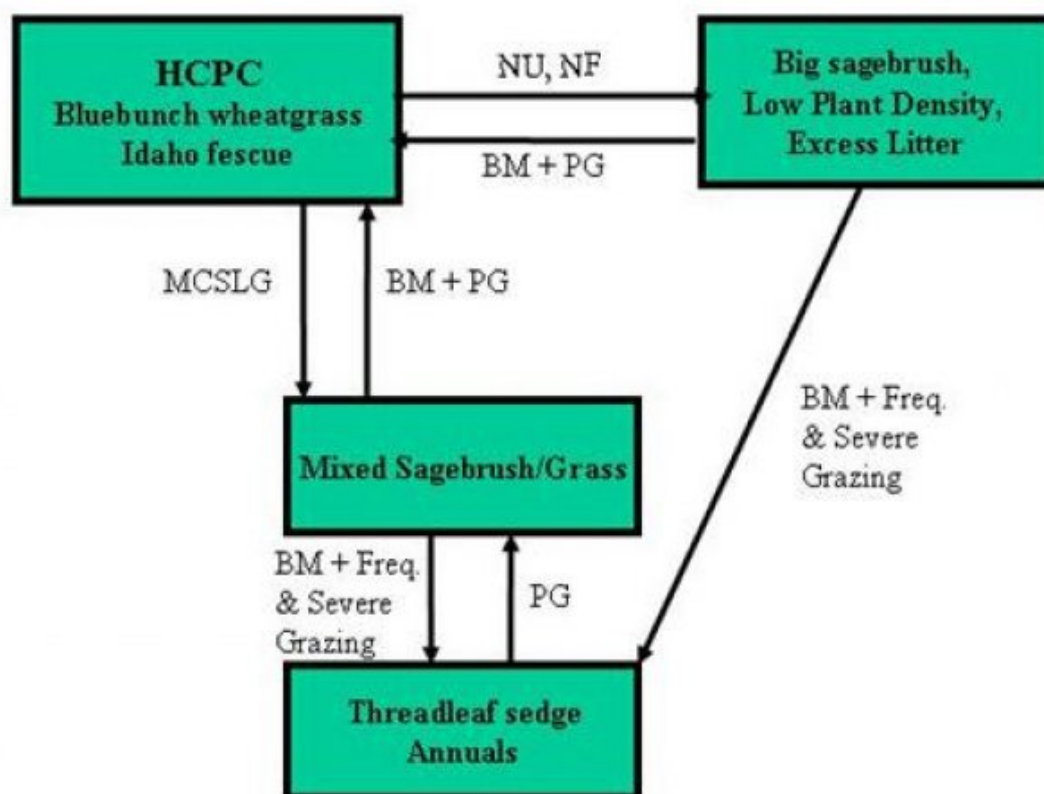 HCPC
Bluebunch wheatgrass
Idaho fescue
NU, NF
BM + PG
Big sagebrush,
Low Plant Density,
Excess Litter
MCSLG
BM + PG
BM + Freq.
& Severe
Grazing
Mixed Sagebrush/Grass
BM + Freq.
& Severe
Grazing
PG
Threadleaf sedge
Annuals